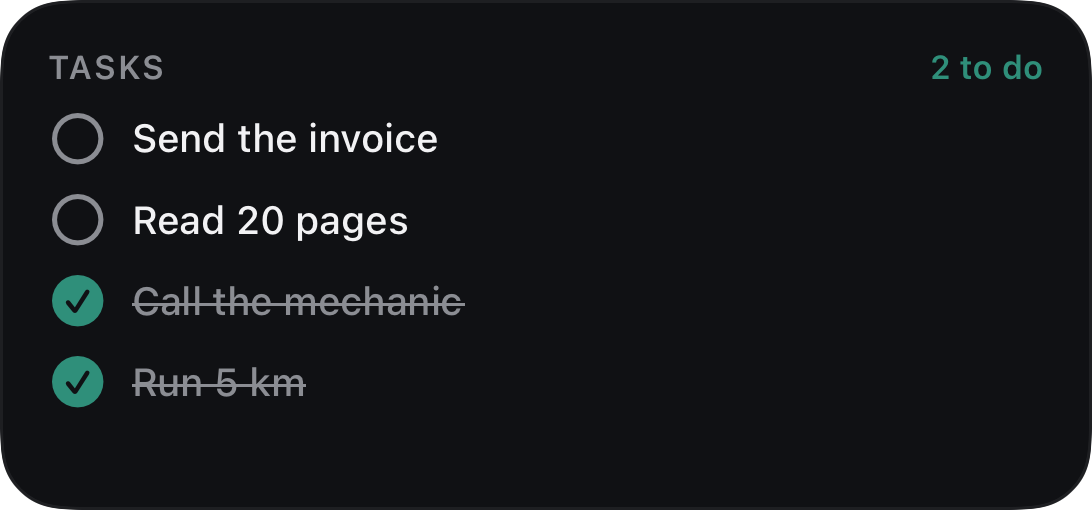 TASKS
2 to do
Send the invoice
Read 20 pages
Call the mechanic
Run 5 km